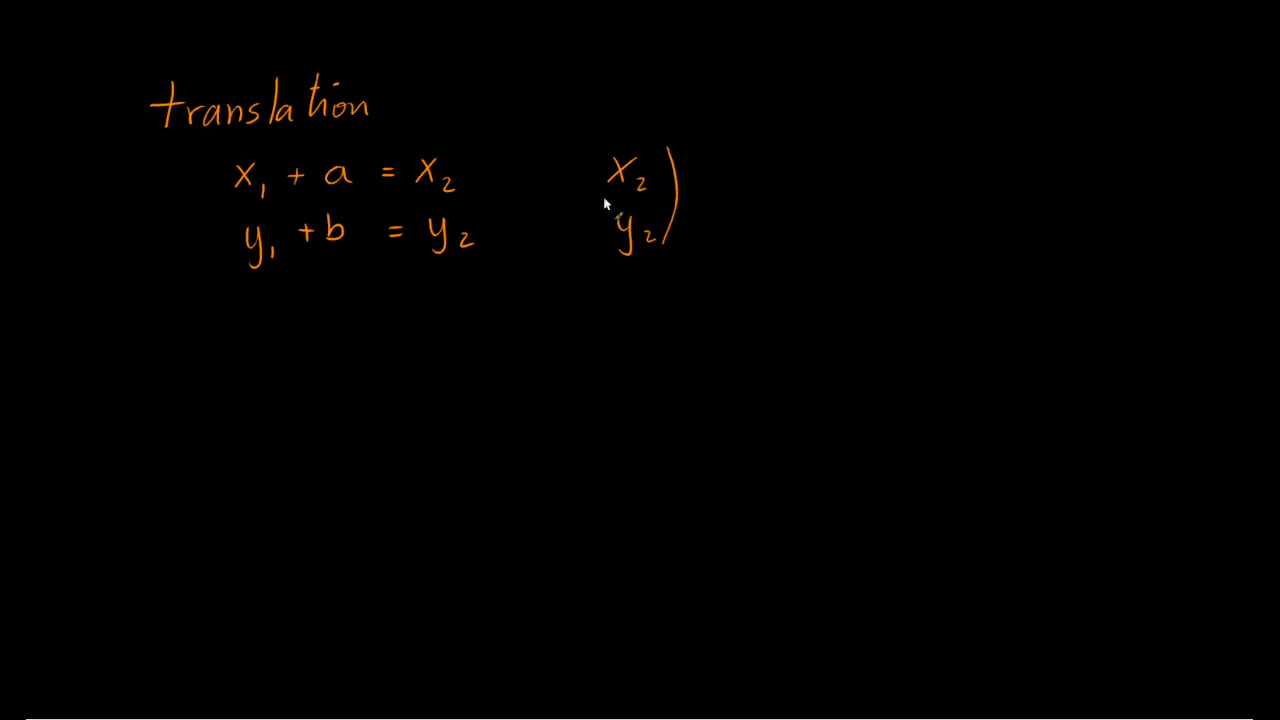 translation
x₁ + a = x₂
y₁ + b = y₂
x₂
y₂ )